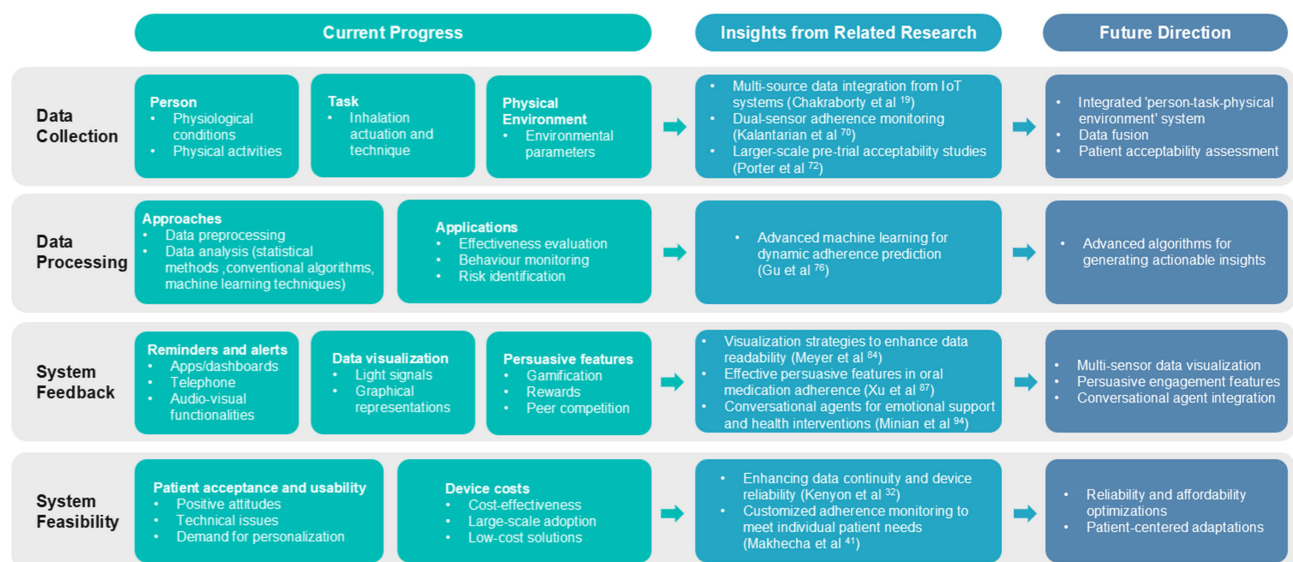 Current Progress
Insights from Related Research
Future Direction
Data
Collection
Person
• Physiological
conditions
• Physical activities
Task
• Inhalation
actuation and
technique
Physical
Environment
• Environmental
parameters
• Multi-source data integration from IoT
systems (Chakraborty et al 19)
• Dual-sensor adherence monitoring
(Kalantarian et al 70)
• Larger-scale pre-trial acceptability studies
(Porter et al 72)
• Integrated 'person-task-physical
environment' system
• Data fusion
• Patient acceptability assessment
Data
Processing
Approaches
• Data preprocessing
• Data analysis (statistical
methods ,conventional algorithms,
machine learning techniques)
Applications
• Effectiveness evaluation
• Behaviour monitoring
• Risk identification
• Advanced machine learning for
dynamic adherence prediction
(Gu et al 76)
• Advanced algorithms for
generating actionable insights
System
Feedback
Reminders and alerts
• Apps/dashboards
• Telephone
• Audio-visual
functionalities
Data visualization
• Light signals
• Graphical
representations
Persuasive features
• Gamification
• Rewards
• Peer competition
• Visualization strategies to enhance data
readability (Meyer et al 84)
• Effective persuasive features in oral
medication adherence (Xu et al 87)
• Conversational agents for emotional support
and health interventions (Minian et al 94)
• Multi-sensor data visualization
• Persuasive engagement features
• Conversational agent integration
System
Feasibility
Patient acceptance and usability
• Positive attitudes
• Technical issues
• Demand for personalization
Device costs
• Cost-effectiveness
• Large-scale adoption
• Low-cost solutions
• Enhancing data continuity and device
reliability (Kenyon et al 32)
• Customized adherence monitoring to
meet individual patient needs
(Makhecha et al 41)
• Reliability and affordability
optimizations
• Patient-centered adaptations